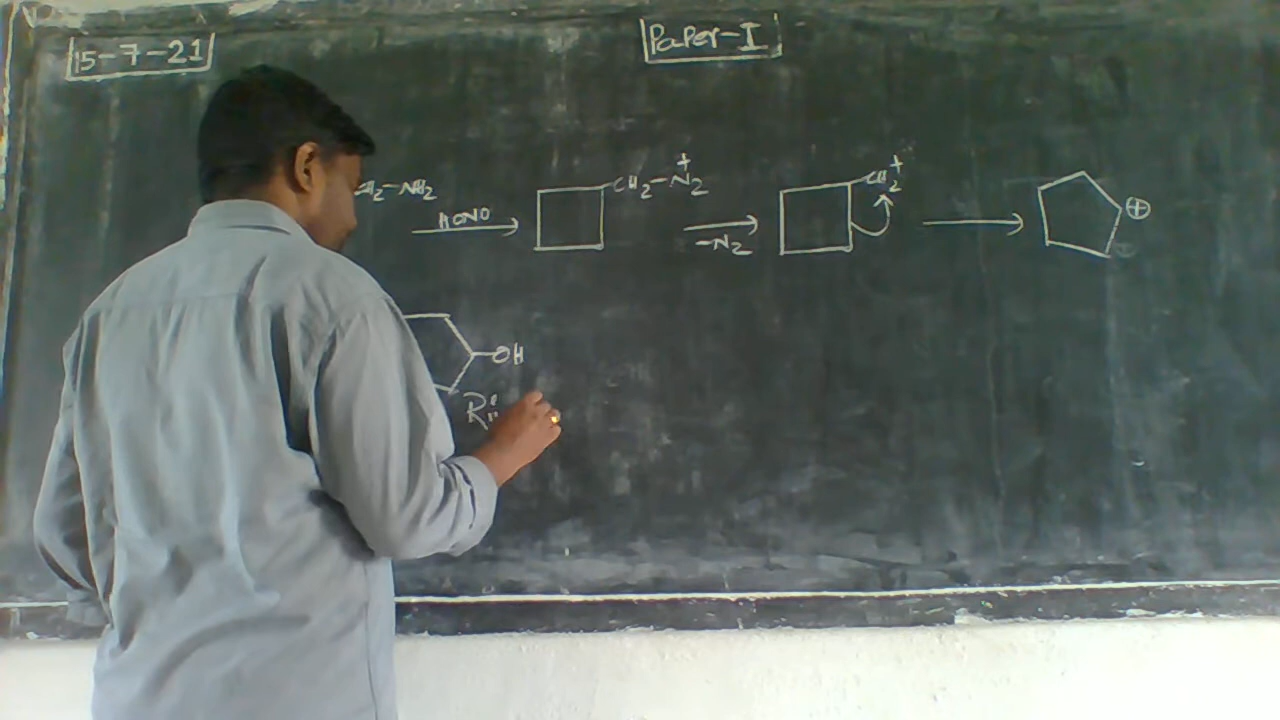 15-7-21
Paper-I
CH2-NH2 HONO CH2-N2+ -N2 CH2+ +
OH
R